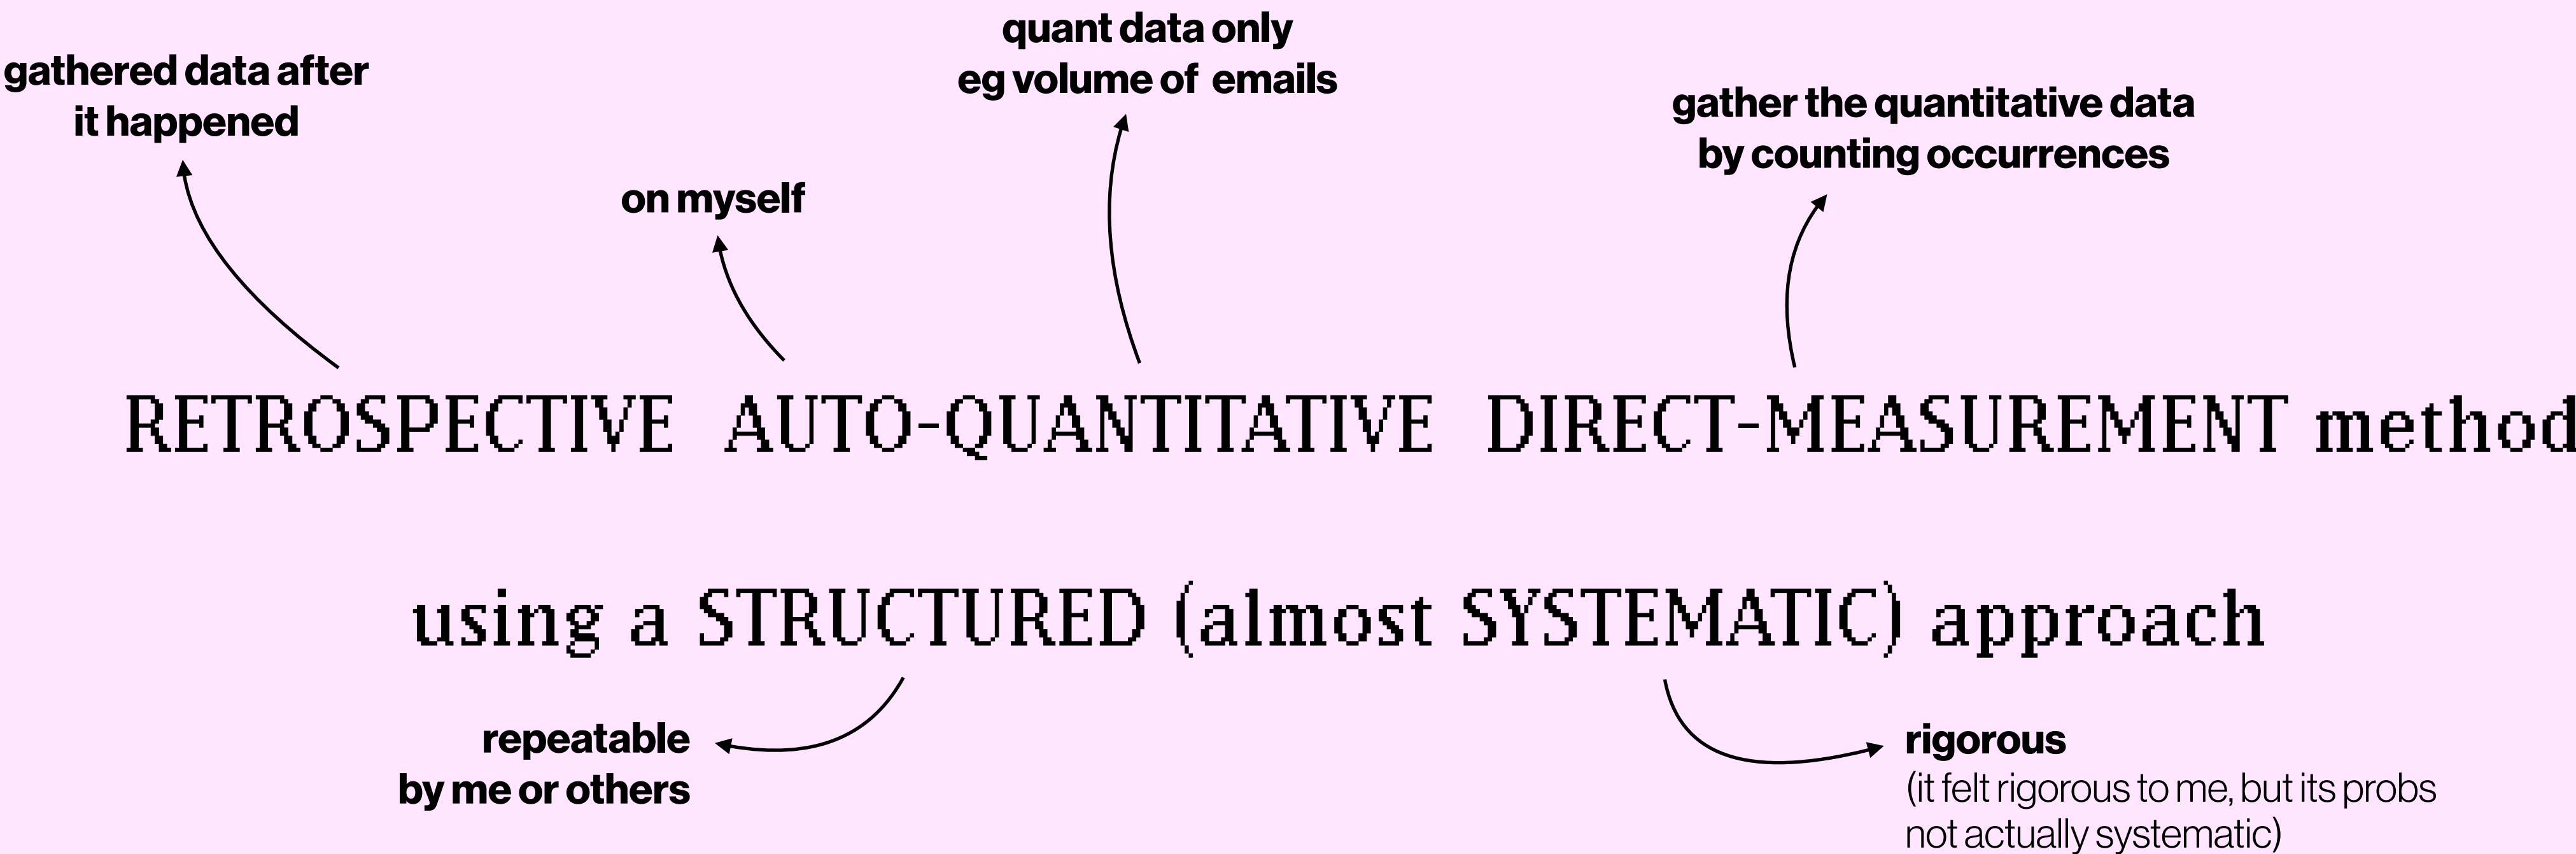 quant data only
eg volume of emails
gathered data after
it happened
gather the quantitative data
by counting occurrences
on myself
RETROSPECTIVE AUTO-QUANTITATIVE DIRECT-MEASUREMENT method
using a STRUCTURED (almost SYSTEMATIC) approach
repeatable
by me or others
rigorous
(it felt rigorous to me, but its probs
not actually systematic)